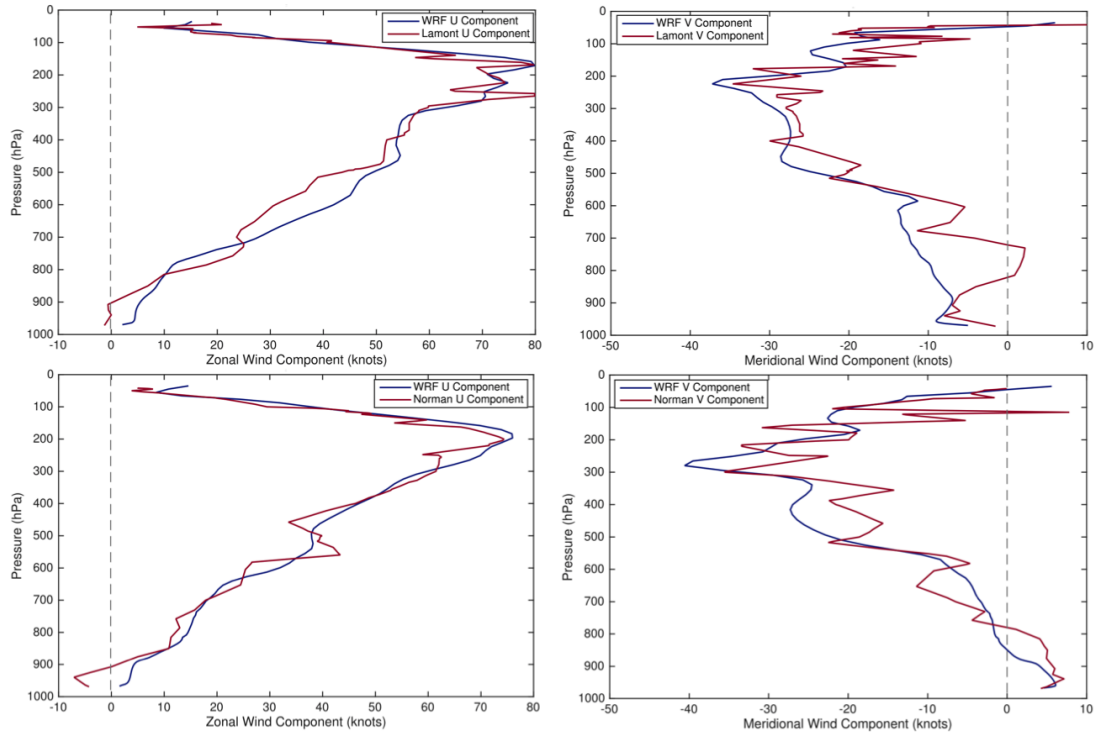 WRF U Component
Lamont U Component
0
100
200
300
400
500
600
700
800
900
1000
Pressure (hPa)
-10 0 10 20 30 40 50 60 70 80
Zonal Wind Component (knots)
WRF V Component
Lamont V Component
0
100
200
300
400
500
600
700
800
900
1000
Pressure (hPa)
-50 -40 -30 -20 -10 0 10
Meridional Wind Component (knots)
WRF U Component
Norman U Component
0
100
200
300
400
500
600
700
800
900
1000
Pressure (hPa)
-10 0 10 20 30 40 50 60 70 80
Zonal Wind Component (knots)
WRF V Component
Norman V Component
0
100
200
300
400
500
600
700
800
900
1000
Pressure (hPa)
-50 -40 -30 -20 -10 0 10
Meridional Wind Component (knots)